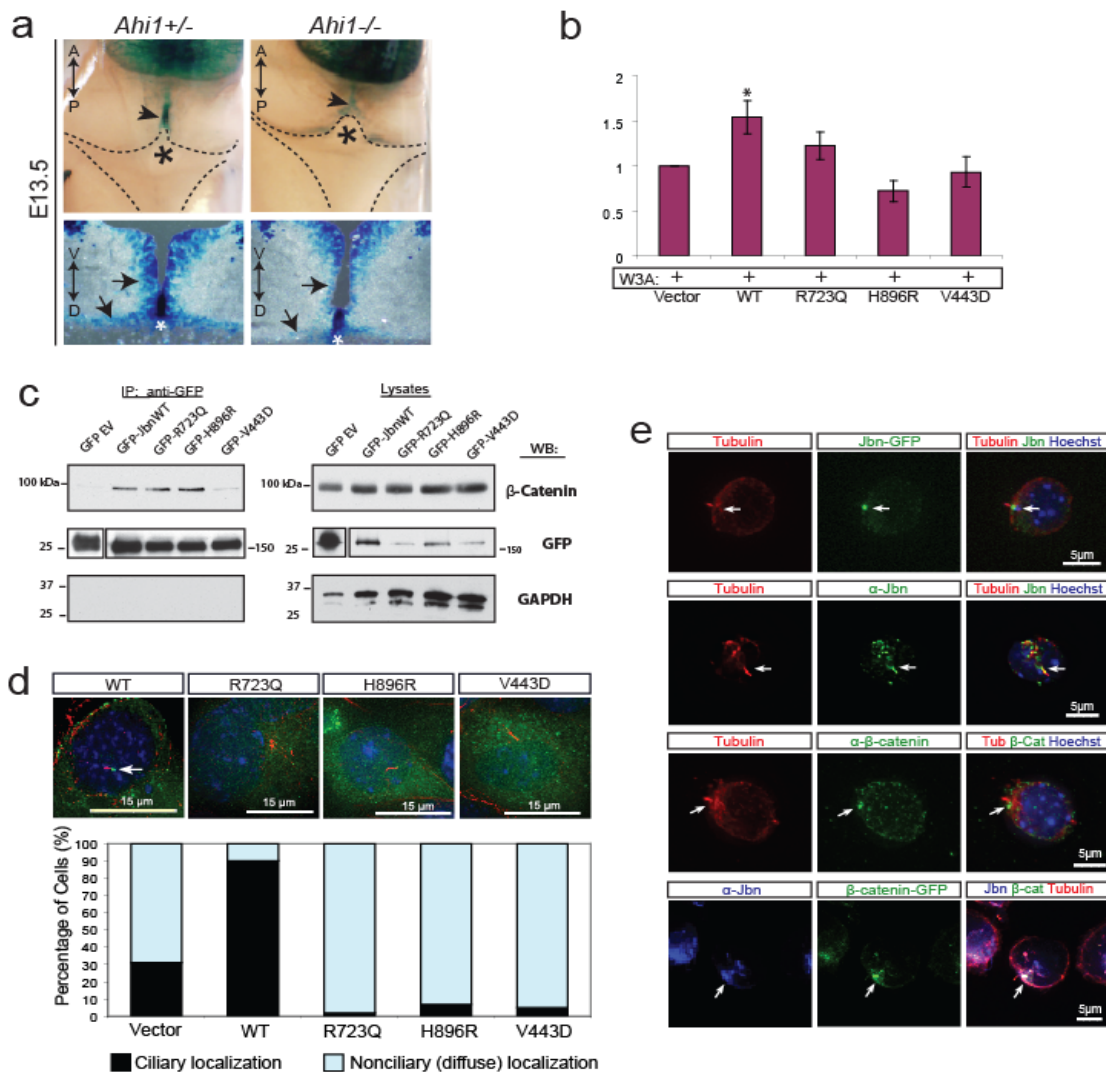 a
Ahi1+/-
Ahi1-/-
E13.5
A
P
*
A
P
*
V
D
*
V
D
*
b
2
1.5
1
0.5
0
*
W3A: + + + + +
Vector WT R723Q H896R V443D
c
IP: anti-GFP
GFP EV
GFP-JbnWT
GFP-R723Q
GFP-H896R
GFP-V443D
Lysates
GFP EV
GFP-JbnWT
GFP-R723Q
GFP-H896R
GFP-V443D
WB:
100 kDa
100 kDa
β-Catenin
25
-150
25
-150
GFP
37
25
37
25
GAPDH
d
WT
R723Q
H896R
V443D
15 μm
15 μm
15 μm
15 μm
Percentage of Cells (%)
100
90
80
70
60
50
40
30
20
10
0
Vector WT R723Q H896R V443D
Ciliary localization
Nonciliary (diffuse) localization
e
Tubulin
Jbn-GFP
Tubulin Jbn Hoechst
5μm
Tubulin
α-Jbn
Tubulin Jbn Hoechst
5μm
Tubulin
α-β-catenin
Tub β-Cat Hoechst
5μm
α-Jbn
β-catenin-GFP
Jbn β-cat Tubulin
5μm